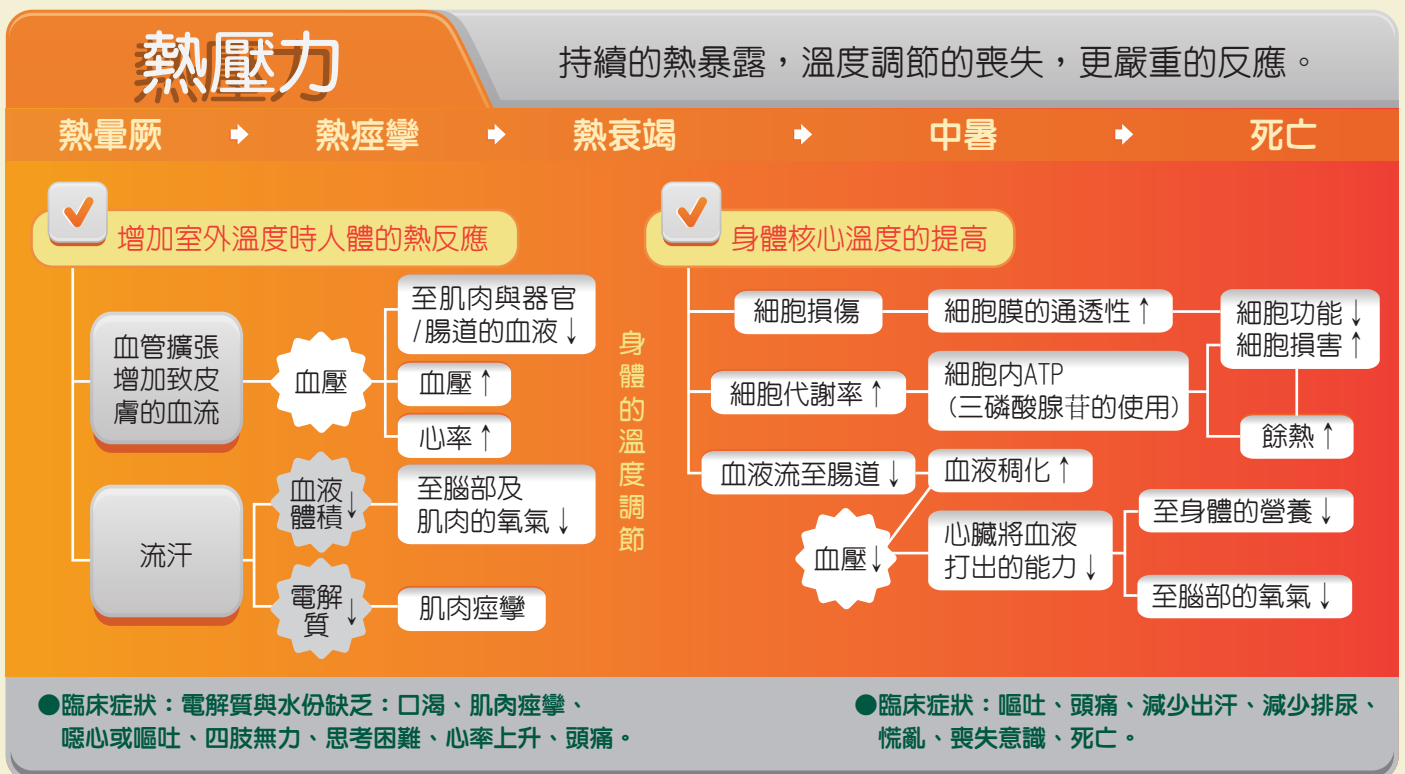 熱壓力
持續的熱暴露，溫度調節的喪失，更嚴重的反應。
熱暈厥
熱痙攣
熱衰竭
中暑
死亡
增加室外溫度時人體的熱反應
血管擴張
增加致皮
膚的血流
血壓
至肌肉與器官
/腸道的血液↓
血壓↑
心率↑
流汗
血液
體積↓
至腦部及
肌肉的氧氣↓
電解
質↓
肌肉痙攣
身體的溫度調節
身體核心溫度的提高
細胞損傷
細胞膜的通透性↑
細胞功能↓
細胞損害↑
細胞代謝率↑
細胞內ATP
(三磷酸腺苷的使用)
餘熱↑
血液流至腸道↓
血液稠化↑
血壓↓
心臟將血液
打出的能力↓
至身體的營養↓
至腦部的氧氣↓
●臨床症狀：電解質與水份缺乏：口渴、肌肉痙攣、
噁心或嘔吐、四肢無力、思考困難、心率上升、頭痛。
●臨床症狀：嘔吐、頭痛、減少出汗、減少排尿、
慌亂、喪失意識、死亡。